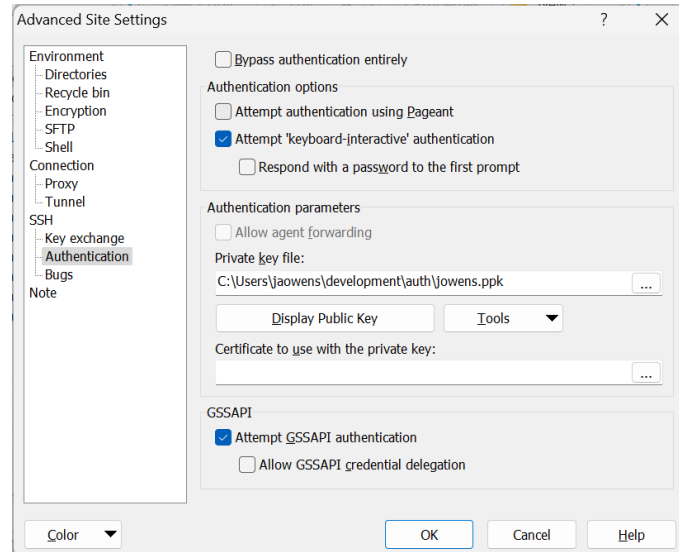 Advanced Site Settings
?
Environment
Directories
Recycle bin
Encryption
SFTP
Shell
Connection
Proxy
Tunnel
SSH
Key exchange
Authentication
Bugs
Note
Bypass authentication entirely
Authentication options
Attempt authentication using Pageant
Attempt 'keyboard-interactive' authentication
Respond with a password to the first prompt
Authentication parameters
Allow agent forwarding
Private key file:
C:\Users\jaowens\development\auth\jowens.ppk
...
Display Public Key
Tools
Certificate to use with the private key:
...
GSSAPI
Attempt GSSAPI authentication
Allow GSSAPI credential delegation
Color
OK
Cancel
Help